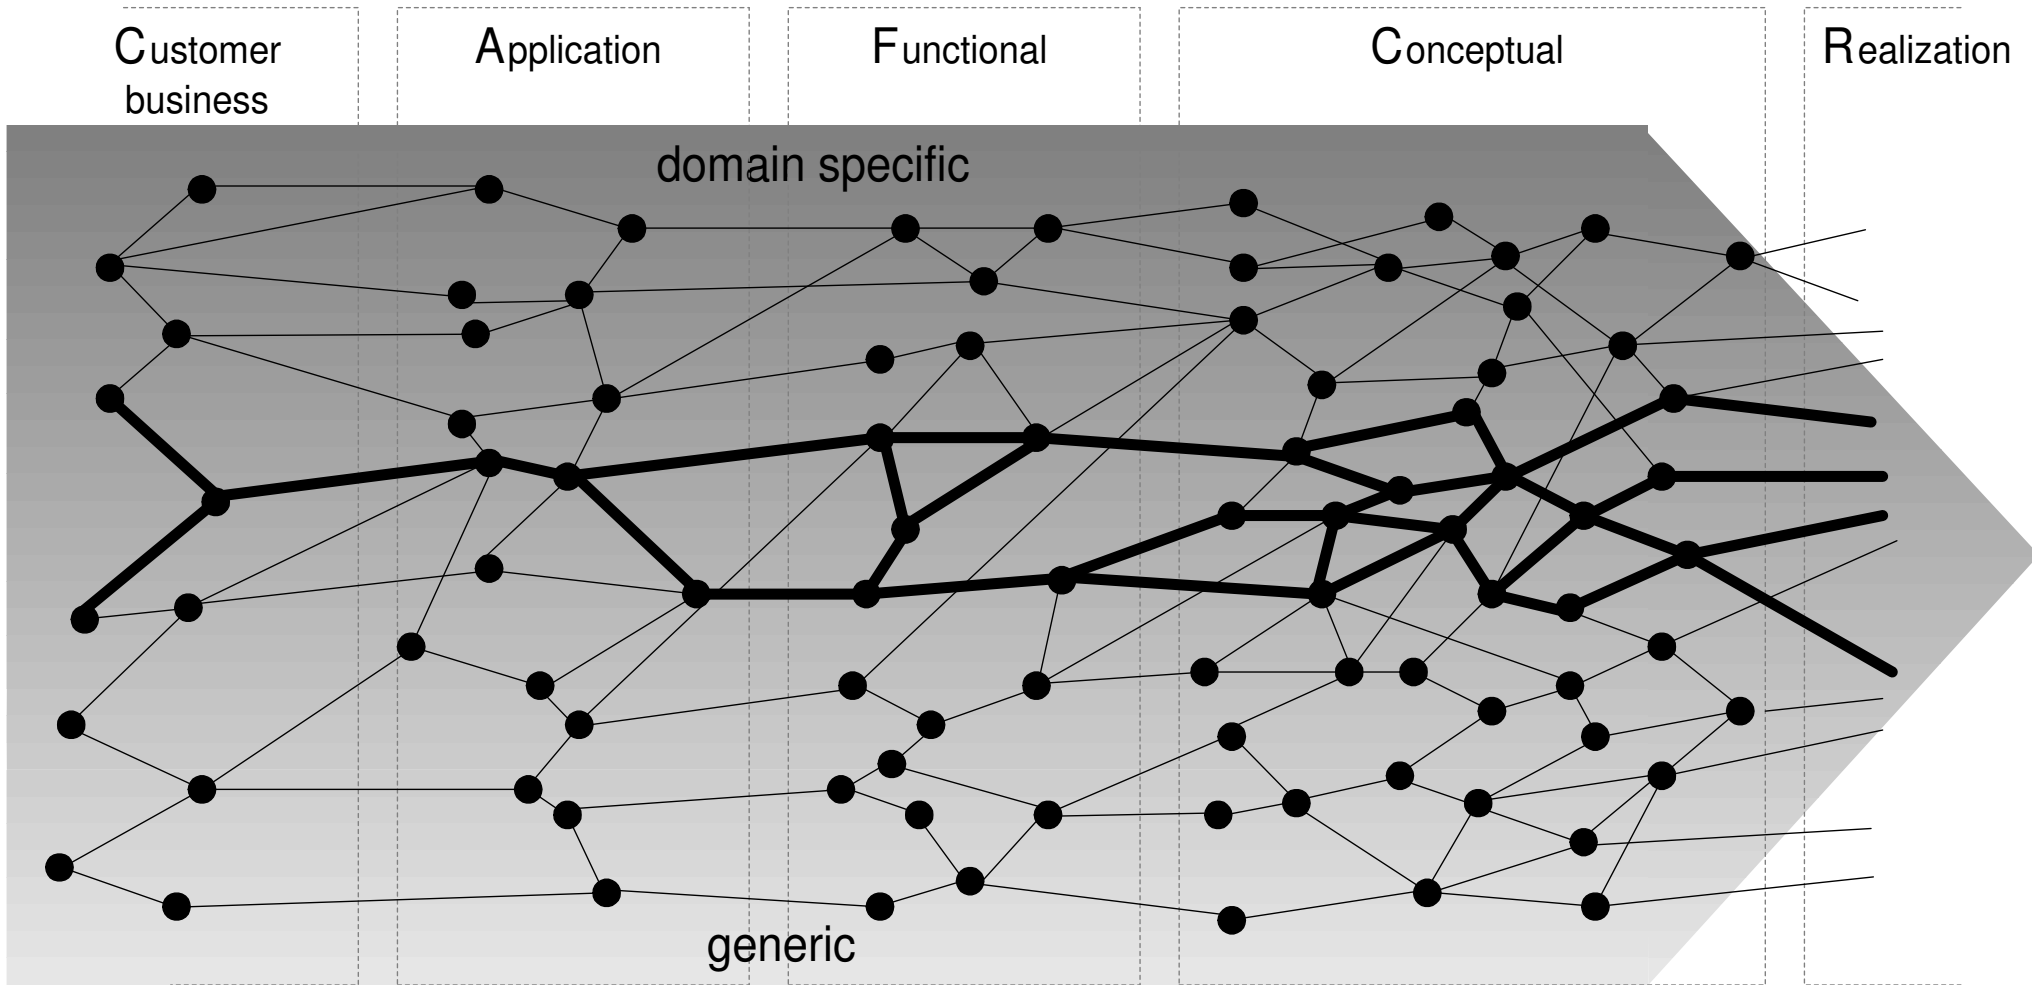 Customer
business
Application
Functional
Conceptual
Realization
domain specific
generic